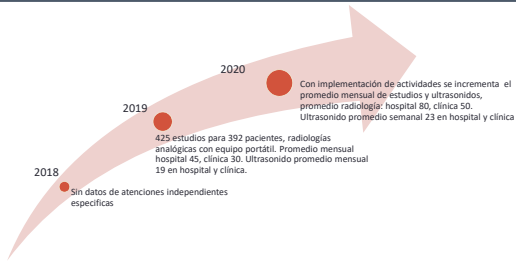 2020
Con implementación de actividades se incrementa el
promedio mensual de estudios y ultrasonidos,
promedio radiología: hospital 80, clínica 50.
Ultrasonido promedio semanal 23 en hospital y clínica
2019
425 estudios para 392 pacientes, radiologías
analógicas con equipo portátil. Promedio mensual
hospital 45, clínica 30. Ultrasonido promedio mensual
19 en hospital y clínica.
2018
Sin datos de atenciones independientes
especificas